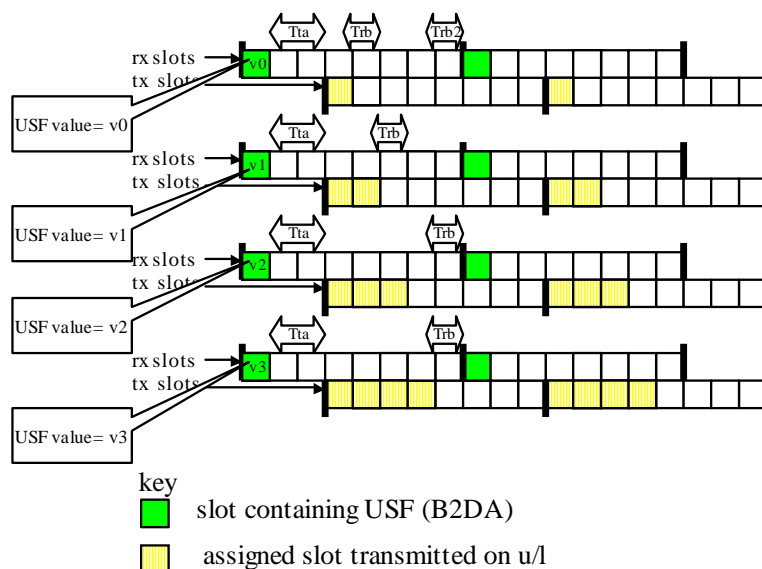 Tta Trb Trb2
rx slots
v0
tx slots
USF value= v0
Tta Trb
rx slots
v1
tx slots
USF value= v1
Tta Trb
rx slots
v2
tx slots
USF value= v2
Tta Trb
rx slots
v3
tx slots
USF value= v3
key
slot containing USF (B2DA)
assigned slot transmitted on u/l